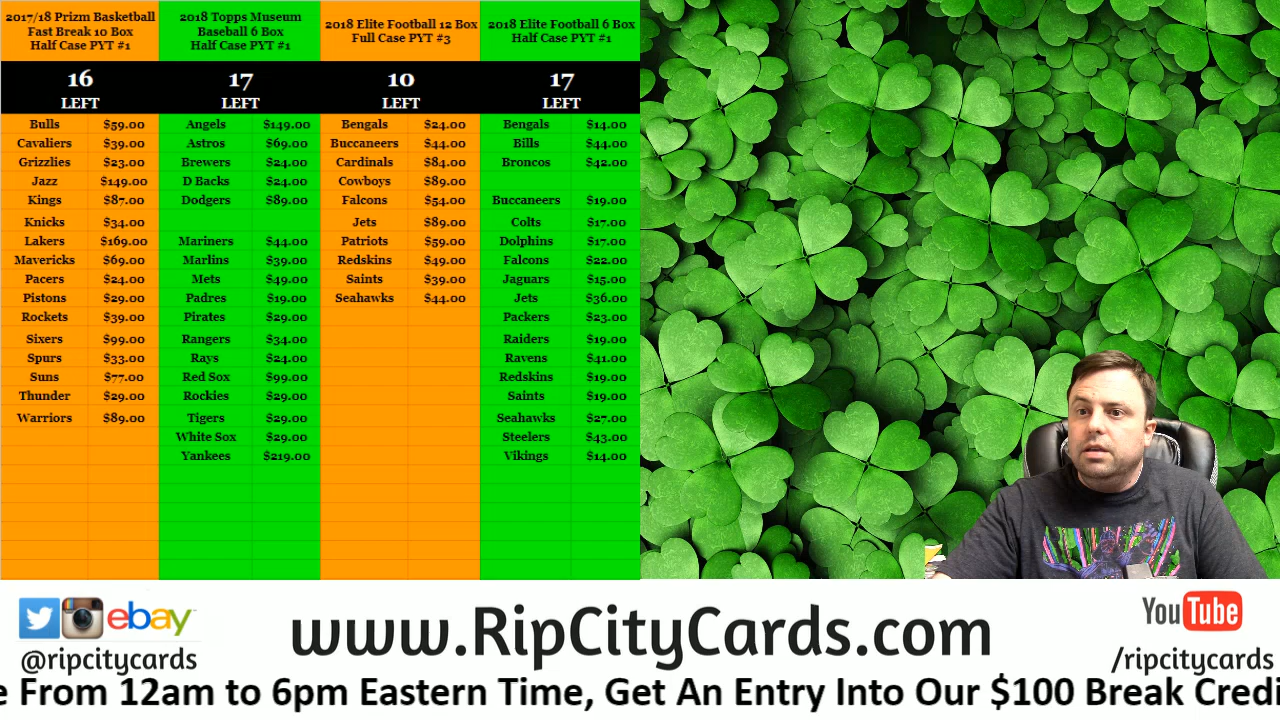 2017/18 Prizm Basketball
Fast Break 10 Box
Half Case PYT #1
16
LEFT
Bulls $59.00
Cavaliers $39.00
Grizzlies $23.00
Jazz $149.00
Kings $87.00
Knicks $34.00
Lakers $169.00
Mavericks $69.00
Pacers $24.00
Pistons $29.00
Rockets $39.00
Sixers $99.00
Spurs $33.00
Suns $77.00
Thunder $29.00
Warriors $89.00
2018 Topps Museum
Baseball 6 Box
Half Case PYT #1
17
LEFT
Angels $149.00
Astros $69.00
Brewers $24.00
D Backs $24.00
Dodgers $89.00
Mariners $44.00
Marlins $39.00
Mets $49.00
Padres $19.00
Pirates $29.00
Rangers $34.00
Rays $24.00
Red Sox $99.00
Rockies $29.00
Tigers $29.00
White Sox $29.00
Yankees $219.00
2018 Elite Football 12 Box
Full Case PYT #3
10
LEFT
Bengals $24.00
Buccaneers $44.00
Cardinals $84.00
Cowboys $89.00
Falcons $54.00
Jets $89.00
Patriots $59.00
Redskins $49.00
Saints $39.00
Seahawks $44.00
2018 Elite Football 6 Box
Half Case PYT #1
17
LEFT
Bengals $14.00
Bills $44.00
Broncos $42.00
Buccaneers $19.00
Colts $17.00
Dolphins $17.00
Falcons $22.00
Jaguars $15.00
Jets $36.00
Packers $23.00
Raiders $19.00
Ravens $41.00
Redskins $19.00
Saints $19.00
Seahawks $27.00
Steelers $43.00
Vikings $14.00
ebay
@ripcitycards
www.RipCityCards.com
YouTube
/ripcitycards
e From 12am to 6pm Eastern Time, Get An Entry Into Our $100 Break Credi